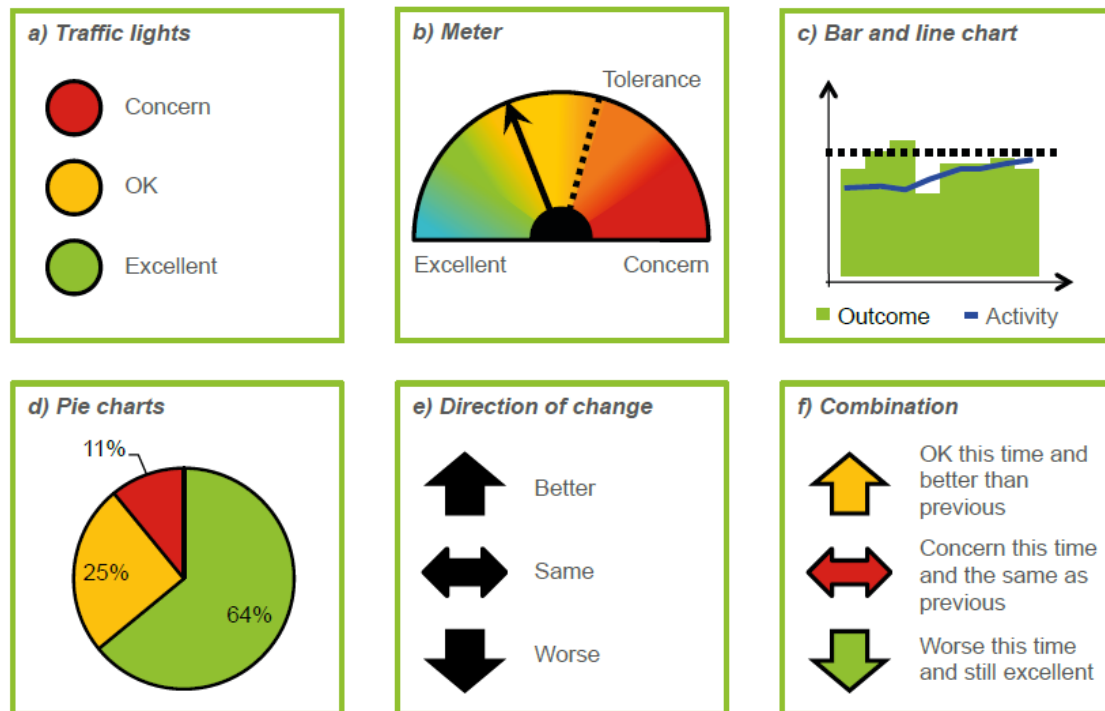 a) Traffic lights
Concern
OK
Excellent
b) Meter
Tolerance
Excellent
Concern
c) Bar and line chart
Outcome
Activity
d) Pie charts
11%
25%
64%
e) Direction of change
Better
Same
Worse
f) Combination
OK this time and
better than
previous
Concern this time
and the same as
previous
Worse this time
and still excellent